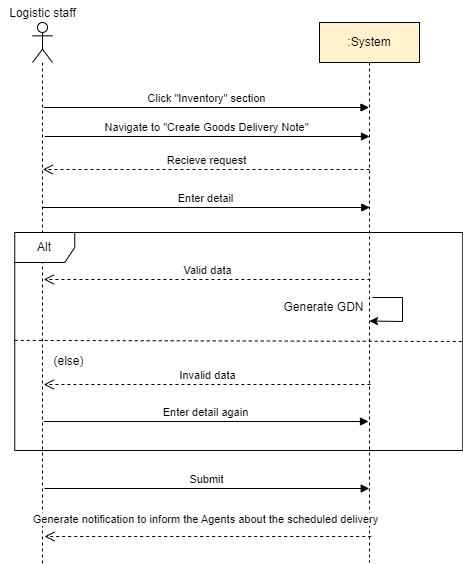 Logistic staff
:System
Click "Inventory" section
Navigate to "Create Goods Delivery Note"
Recieve request
Enter detail
Alt
Valid data
Generate GDN
(else)
Invalid data
Enter detail again
Submit
Generate notification to inform the Agents about the scheduled delivery